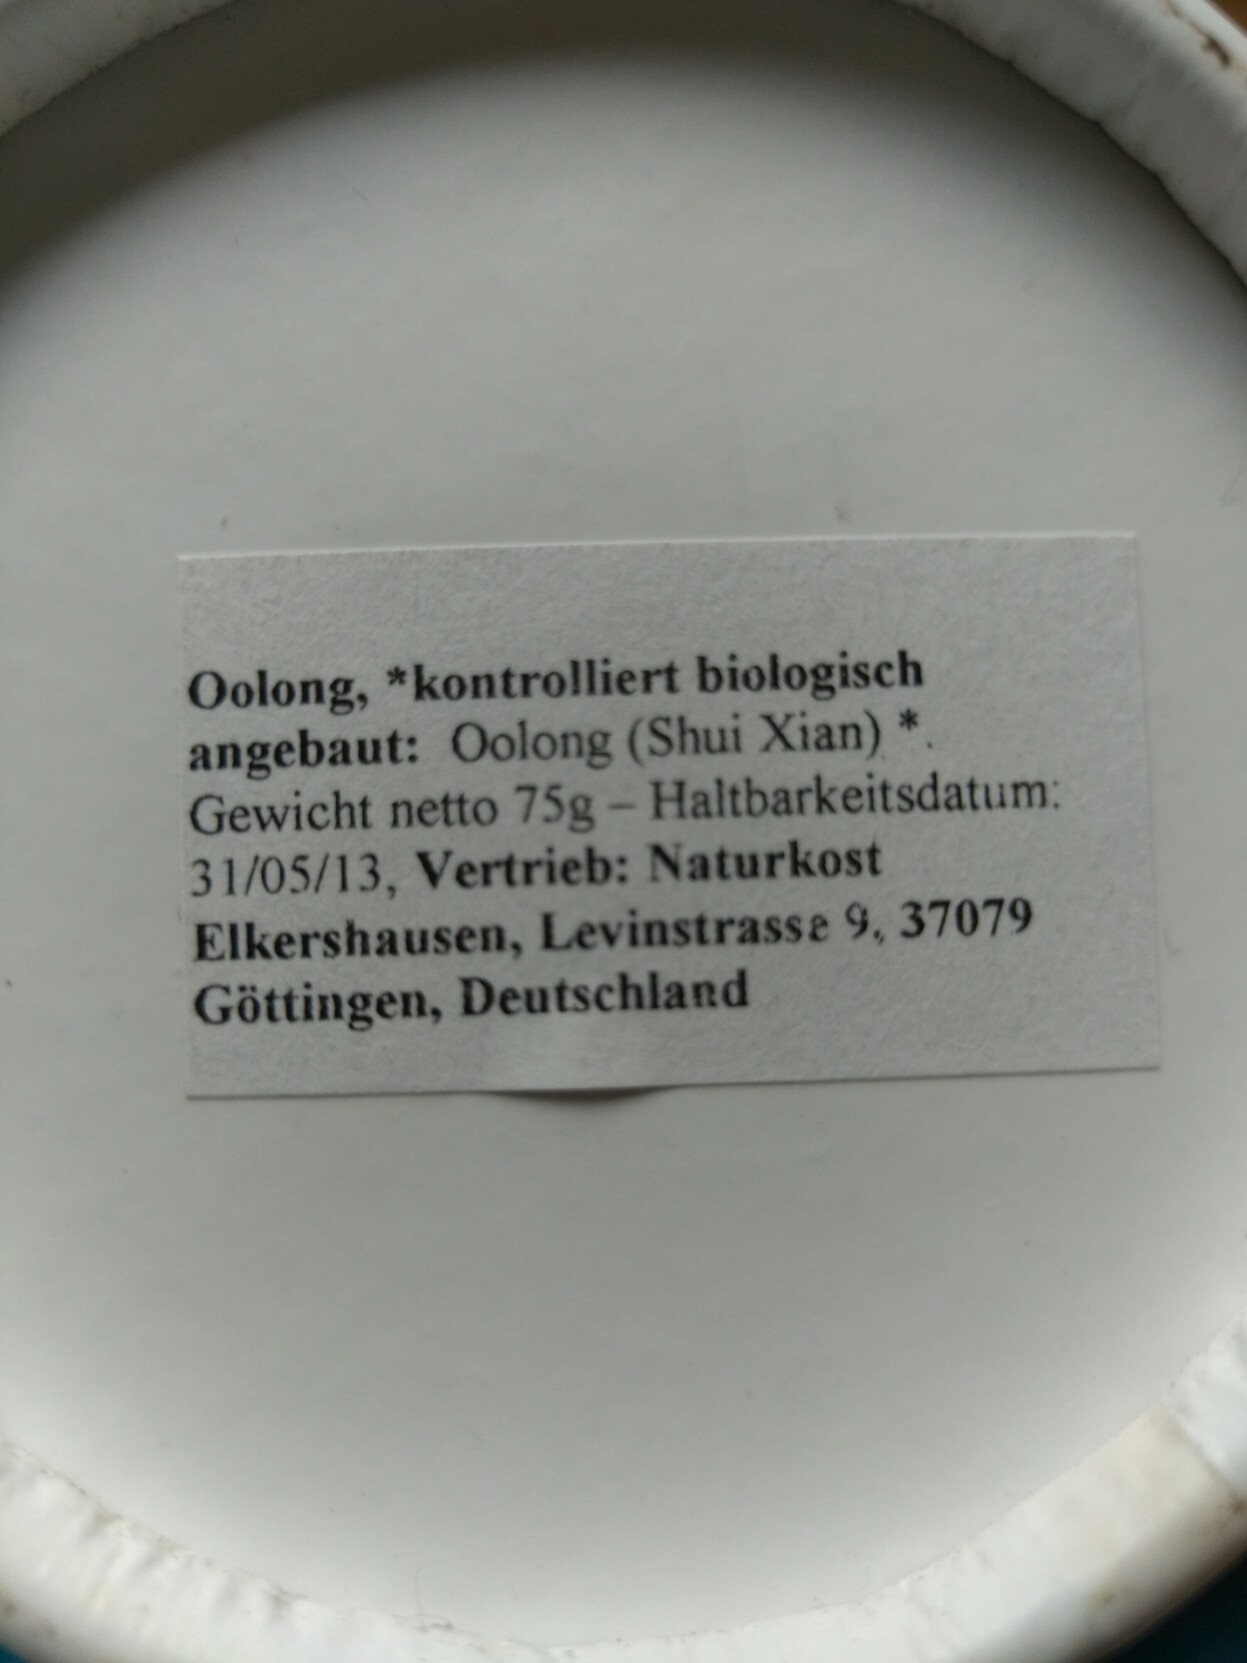 Oolong, *kontrolliert biologisch
angebaut: Oolong (Shui Xian) *.
Gewicht netto 75g – Haltbarkeitsdatum:
31/05/13, Vertrieb: Naturkost
Elkershausen, Levinstrasse 9, 37079
Göttingen, Deutschland